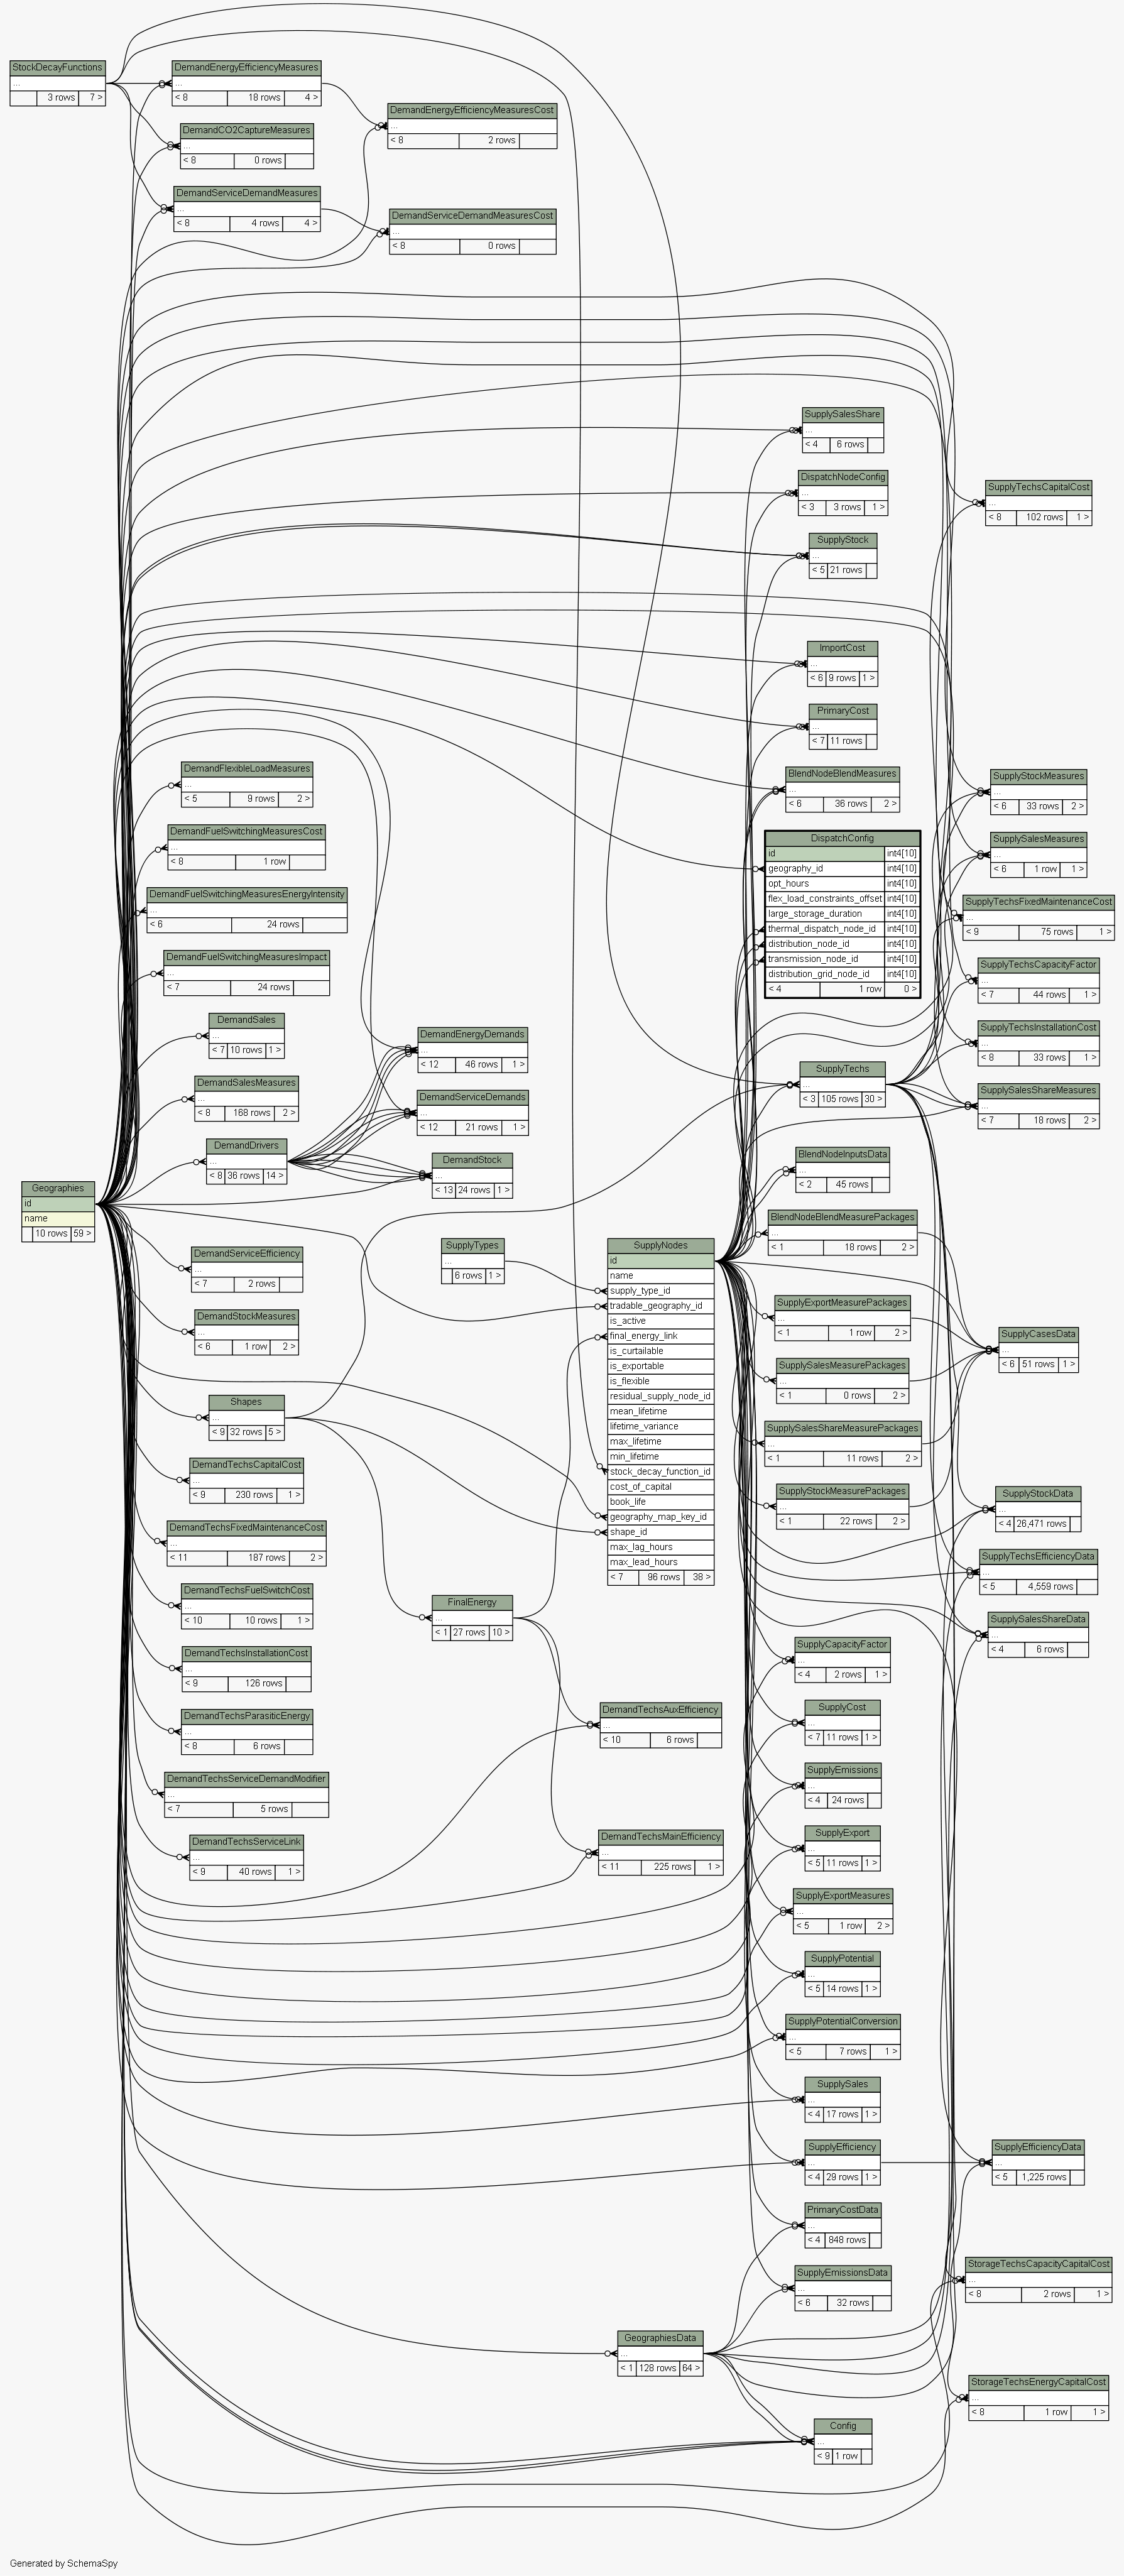 StockDecayFunctions
...
3 rows 7 >
DemandEnergyEfficiencyMeasures
...
< 8 18 rows 4 >
DemandEnergyEfficiencyMeasuresCost
...
< 8 2 rows
DemandCO2CaptureMeasures
...
< 8 0 rows
DemandServiceDemandMeasures
...
< 8 4 rows 4 >
DemandServiceDemandMeasuresCost
...
< 8 0 rows
SupplySalesShare
...
< 4 6 rows
DispatchNodeConfig
...
< 3 3 rows 1 >
SupplyTechsCapitalCost
...
< 8 102 rows 1 >
SupplyStock
...
< 5 21 rows
ImportCost
...
< 6 9 rows 1 >
PrimaryCost
...
< 7 11 rows
DemandFlexibleLoadMeasures
...
< 5 9 rows 2 >
BlendNodeBlendMeasures
...
< 6 36 rows 2 >
SupplyStockMeasures
...
< 6 33 rows 2 >
DemandFuelSwitchingMeasuresCost
...
< 8 1 row
DispatchConfig
id int4[10]
geography_id int4[10]
opt_hours int4[10]
flex_load_constraints_offset int4[10]
large_storage_duration int4[10]
thermal_dispatch_node_id int4[10]
distribution_node_id int4[10]
transmission_node_id int4[10]
distribution_grid_node_id int4[10]
< 4 1 row 0 >
SupplySalesMeasures
...
< 6 1 row 1 >
DemandFuelSwitchingMeasuresEnergyIntensity
...
< 6 24 rows
SupplyTechsFixedMaintenanceCost
...
< 9 75 rows 1 >
DemandFuelSwitchingMeasuresImpact
...
< 7 24 rows
SupplyTechsCapacityFactor
...
< 7 44 rows 1 >
DemandSales
...
< 7 10 rows 1 >
DemandEnergyDemands
...
< 12 46 rows 1 >
SupplyTechsInstallationCost
...
< 8 33 rows 1 >
DemandSalesMeasures
...
< 8 168 rows 2 >
DemandServiceDemands
...
< 12 21 rows 1 >
SupplyTechs
...
< 3 105 rows 30 >
SupplySalesShareMeasures
...
< 7 18 rows 2 >
DemandDrivers
...
< 8 36 rows 14 >
DemandStock
...
< 13 24 rows 1 >
BlendNodeInputsData
...
< 2 45 rows
Geographies
id
name
10 rows 59 >
BlendNodeBlendMeasurePackages
...
< 1 18 rows 2 >
DemandServiceEfficiency
...
< 7 2 rows
SupplyTypes
...
6 rows 1 >
SupplyNodes
id
name
supply_type_id
tradable_geography_id
is_active
final_energy_link
is_curtailable
is_exportable
is_flexible
residual_supply_node_id
mean_lifetime
lifetime_variance
max_lifetime
min_lifetime
stock_decay_function_id
cost_of_capital
book_life
geography_map_key_id
shape_id
max_lag_hours
max_lead_hours
< 7 96 rows 38 >
SupplyExportMeasurePackages
...
< 1 1 row 2 >
DemandStockMeasures
...
< 6 1 row 2 >
SupplyCasesData
...
< 6 51 rows 1 >
SupplySalesMeasurePackages
...
< 1 0 rows 2 >
Shapes
...
< 9 32 rows 5 >
SupplySalesShareMeasurePackages
...
< 1 11 rows 2 >
DemandTechsCapitalCost
...
< 9 230 rows 1 >
SupplyStockMeasurePackages
...
< 1 22 rows 2 >
SupplyStockData
...
< 4 26,471 rows
DemandTechsFixedMaintenanceCost
...
< 11 187 rows 2 >
SupplyTechsEfficiencyData
...
< 5 4,559 rows
DemandTechsFuelSwitchCost
...
< 10 10 rows 1 >
FinalEnergy
...
< 1 27 rows 10 >
SupplySalesShareData
...
< 4 6 rows
DemandTechsInstallationCost
...
< 9 126 rows
SupplyCapacityFactor
...
< 4 2 rows 1 >
DemandTechsParasiticEnergy
...
< 8 6 rows
DemandTechsAuxEfficiency
...
< 10 6 rows
SupplyCost
...
< 7 11 rows 1 >
DemandTechsServiceDemandModifier
...
< 7 5 rows
SupplyEmissions
...
< 4 24 rows
DemandTechsServiceLink
...
< 9 40 rows 1 >
DemandTechsMainEfficiency
...
< 11 225 rows 1 >
SupplyExport
...
< 5 11 rows 1 >
SupplyExportMeasures
...
< 5 1 row 2 >
SupplyPotential
...
< 5 14 rows 1 >
SupplyPotentialConversion
...
< 5 7 rows 1 >
SupplySales
...
< 4 17 rows 1 >
SupplyEfficiency
...
< 4 29 rows 1 >
SupplyEfficiencyData
...
< 5 1,225 rows
PrimaryCostData
...
< 4 848 rows
SupplyEmissionsData
...
< 6 32 rows
StorageTechsCapacityCapitalCost
...
< 8 2 rows 1 >
GeographiesData
...
< 1 128 rows 64 >
StorageTechsEnergyCapitalCost
...
< 8 1 row 1 >
Config
...
< 9 1 row
Generated by SchemaSpy